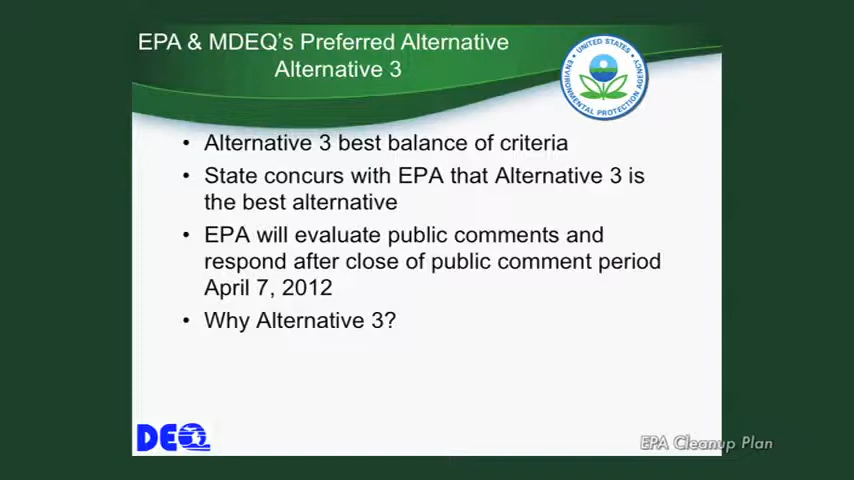 EPA & MDEQ's Preferred Alternative
Alternative 3
UNITED STATES
ENVIRONMENTAL PROTECTION AGENCY
• Alternative 3 best balance of criteria
• State concurs with EPA that Alternative 3 is
the best alternative
• EPA will evaluate public comments and
respond after close of public comment period
April 7, 2012
• Why Alternative 3?
DEQ
EPA Cleanup Plan